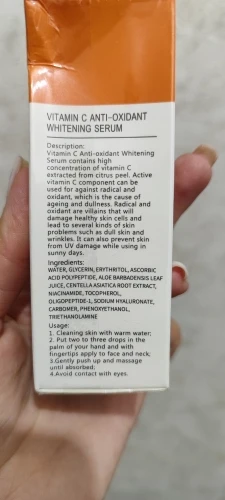 VITAMIN C ANTI-OXIDANT
WHITENING SERUM
Description:
Vitamin C Anti-oxidant Whitening
Serum contains high
concentration of vitamin C
extracted from citrus peel. Active
vitamin C component can be
used for against radical and
oxidant, which is the cause of
ageing and dullness. Radical and
oxidant are villains that will
damage healthy skin cells and
lead to several kinds of skin
problems such as dull skin and
wrinkles. It can also prevent skin
from UV damage while using in
sunny days.
Ingredients:
WATER, GLYCERIN, ERYTHRITOL, ASCORBIC
ACID POLYPEPTIDE, ALOE BARBADENSIS LEAF
JUICE, CENTELLA ASIATICA ROOT EXTRACT,
NIACINAMIDE, TOCOPHEROL,
OLIGOPEPTIDE-1, SODIUM HYALURONATE,
CARBOMER, PHENOXYETHANOL,
TRIETHANOLAMINE
Usage:
1. Cleansing skin with warm water;
2. Put two to three drops in the
palm of your hand and with
fingertips apply to face and neck;
3.Gently push up and massage
until absorbed;
4.Avoid contact with eyes.